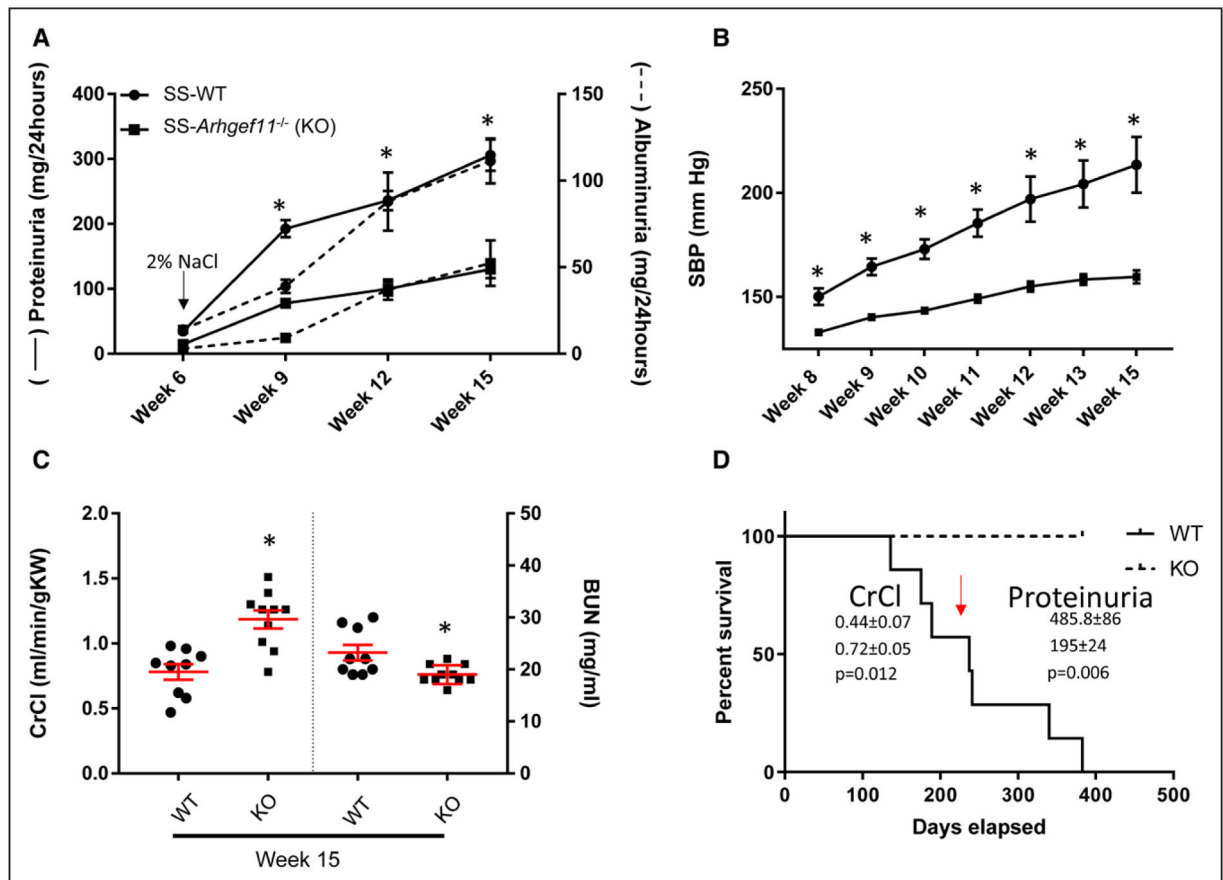 A
( —— ) Proteinuria (mg/24hours)
400
300
200
100
0
SS-WT
SS-Arhgef11-/- (KO)
2% NaCl
*
*
*
150
100
50
0
( --- ) Albuminuria (mg/24hours)
Week 6
Week 9
Week 12
Week 15
B
SBP (mm Hg)
250
200
150
*
*
*
*
*
*
*
Week 8
Week 9
Week 10
Week 11
Week 12
Week 13
Week 15
C
CrCl (ml/min/gKW)
2.0
1.5
1.0
0.5
0.0
*
*
50
40
30
20
10
0
BUN (mg/ml)
WT
KO
WT
KO
Week 15
D
Percent survival
100
50
0
WT
KO
CrCl
0.44±0.07
0.72±0.05
p=0.012
Proteinuria
485.8±86
195±24
p=0.006
0
100
200
300
400
500
Days elapsed